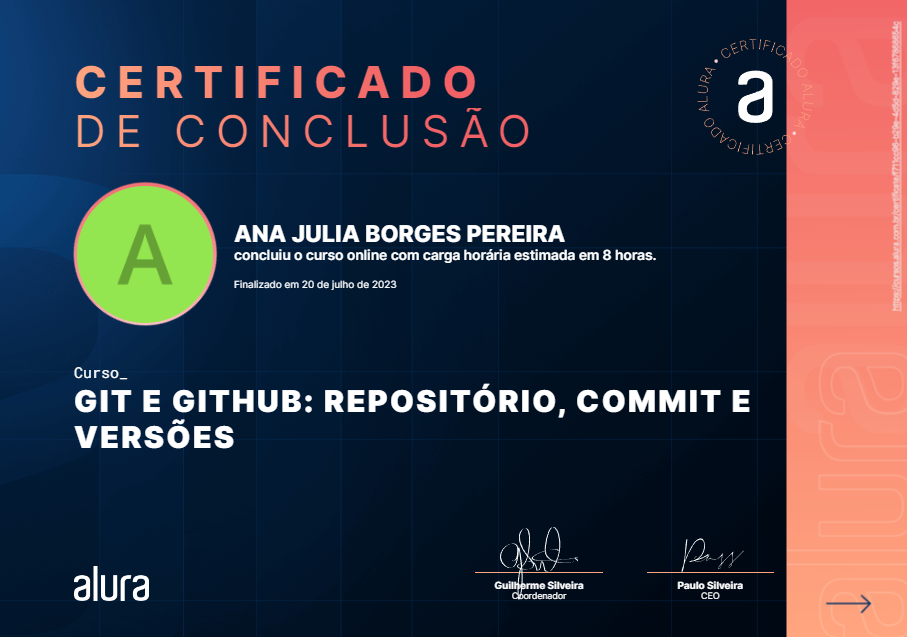 CERTIFICADO
DE CONCLUSÃO
CERTIFICADO ALURA • CERTIFICADO ALURA •
a
A
ANA JULIA BORGES PEREIRA
concluiu o curso online com carga horária estimada em 8 horas.
Finalizado em 20 de julho de 2023
Curso_
GIT E GITHUB: REPOSITÓRIO, COMMIT E
VERSÕES
alura
Guilherme Silveira
Coordenador
Paulo Silveira
CEO
alura